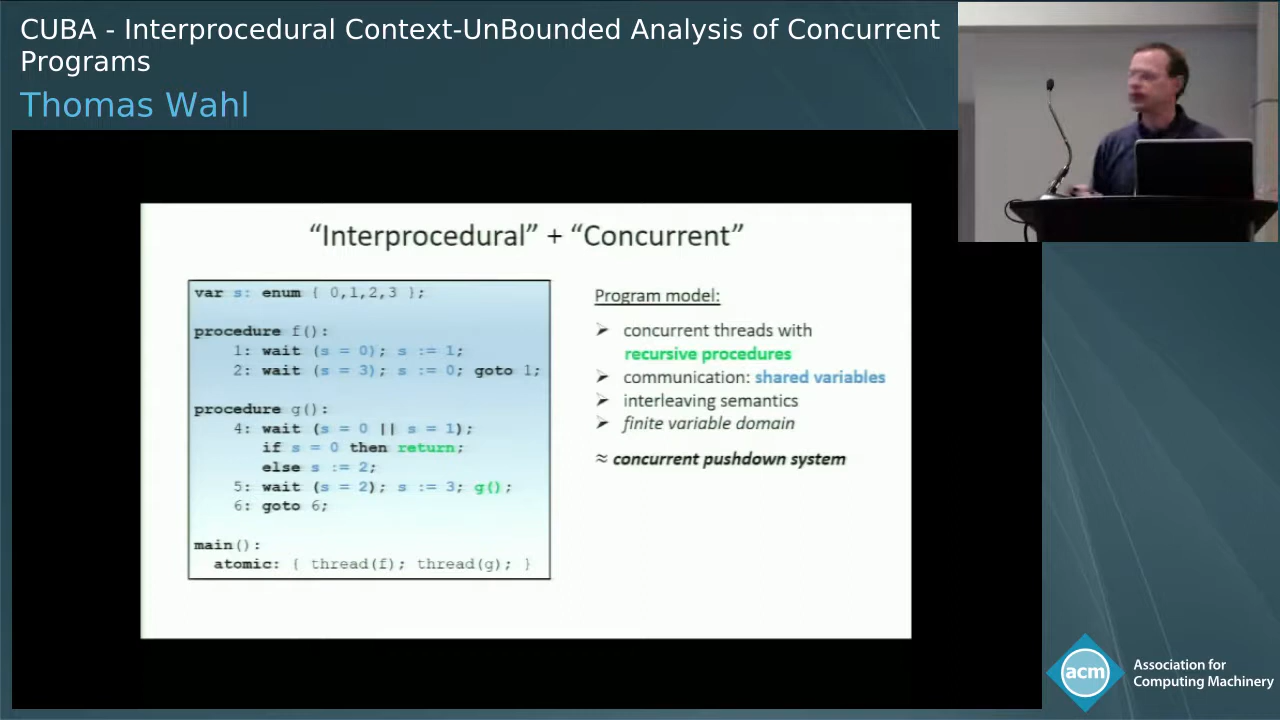 CUBA - Interprocedural Context-UnBounded Analysis of Concurrent
Programs
Thomas Wahl
“Interprocedural” + “Concurrent”
var s: enum { 0,1,2,3 };
procedure f():
1: wait (s = 0); s := 1;
2: wait (s = 3); s := 0; goto 1;
procedure g():
4: wait (s = 0 || s = 1);
if s = 0 then return;
else s := 2;
5: wait (s = 2); s := 3; g();
6: goto 6;
main():
atomic: { thread(f); thread(g); }
Program model:
➢ concurrent threads with
recursive procedures
➢ communication: shared variables
➢ interleaving semantics
➢ finite variable domain
≈ concurrent pushdown system
acm
Association for
Computing Machinery